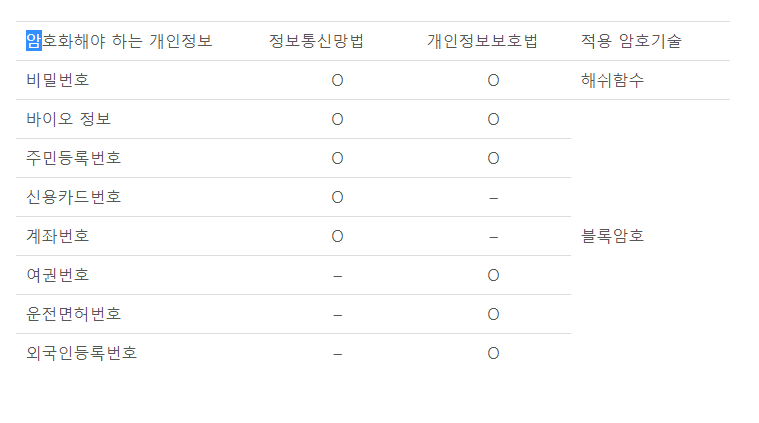 암호화해야 하는 개인정보 정보통신망법 개인정보보호법 적용 암호기술
비밀번호 O O 해쉬함수
바이오 정보 O O
주민등록번호 O O
신용카드번호 O –
계좌번호 O – 블록암호
여권번호 – O
운전면허번호 – O
외국인등록번호 – O